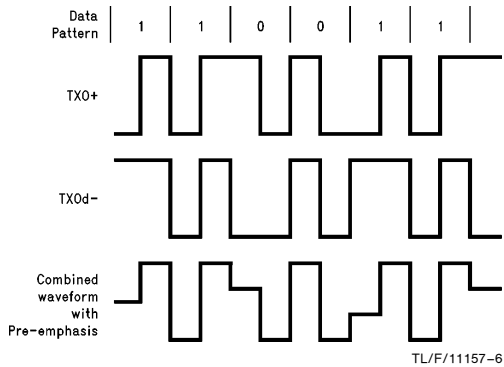 Data
Pattern
1 1 0 0 1 1
TXO+
TXOd-
Combined
waveform
with
Pre-emphasis
TL/F/11157-6